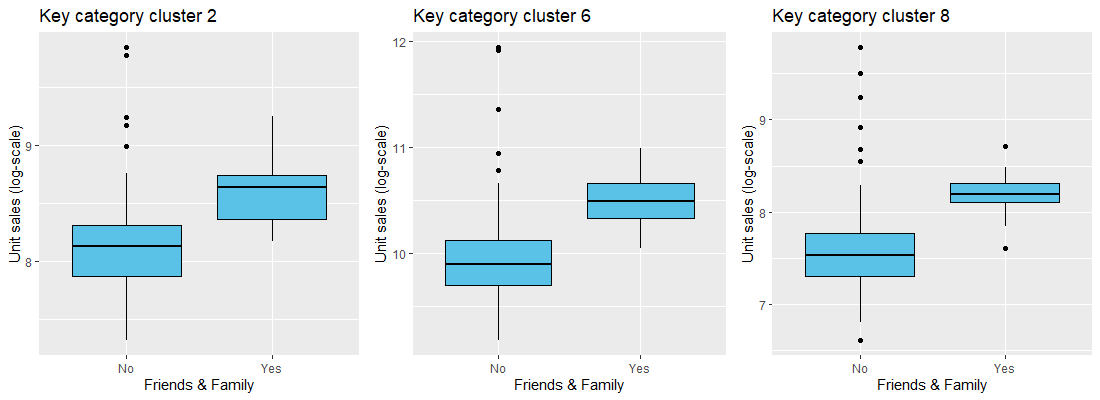 Key category cluster 2
Unit sales (log-scale)
9
8
No
Yes
Friends & Family
Key category cluster 6
Unit sales (log-scale)
12
11
10
No
Yes
Friends & Family
Key category cluster 8
Unit sales (log-scale)
9
8
7
No
Yes
Friends & Family